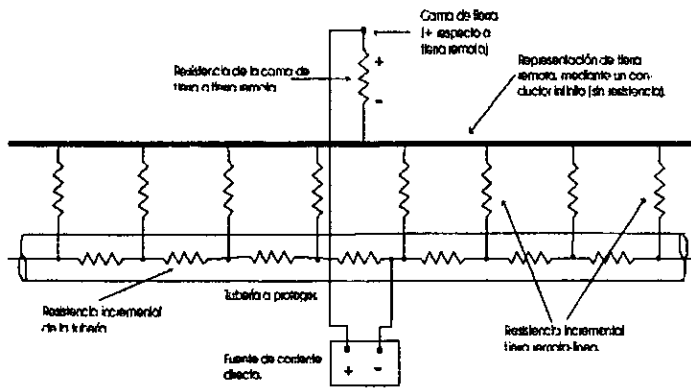 Cama de tierra
(+ respecto a
tierra remota)
Resistencia de la cama de
tierra a tierra remota
+
-
Representación de tierra
remota, mediante un con-
ductor infinito (sin resistencia).
Resistencia incremental
de la tubería
Tubería a proteger.
Resistencia incremental
tierra remota-línea.
Fuente de corriente
directa.
+ -